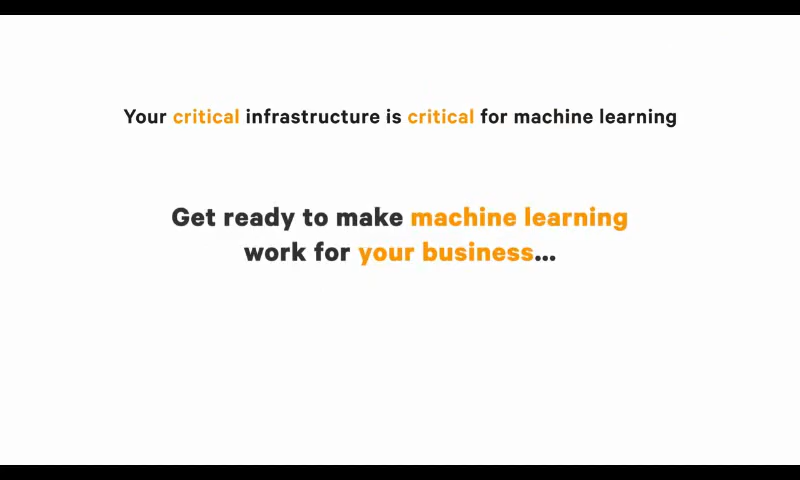 Your critical infrastructure is critical for machine learning
Get ready to make machine learning
work for your business...